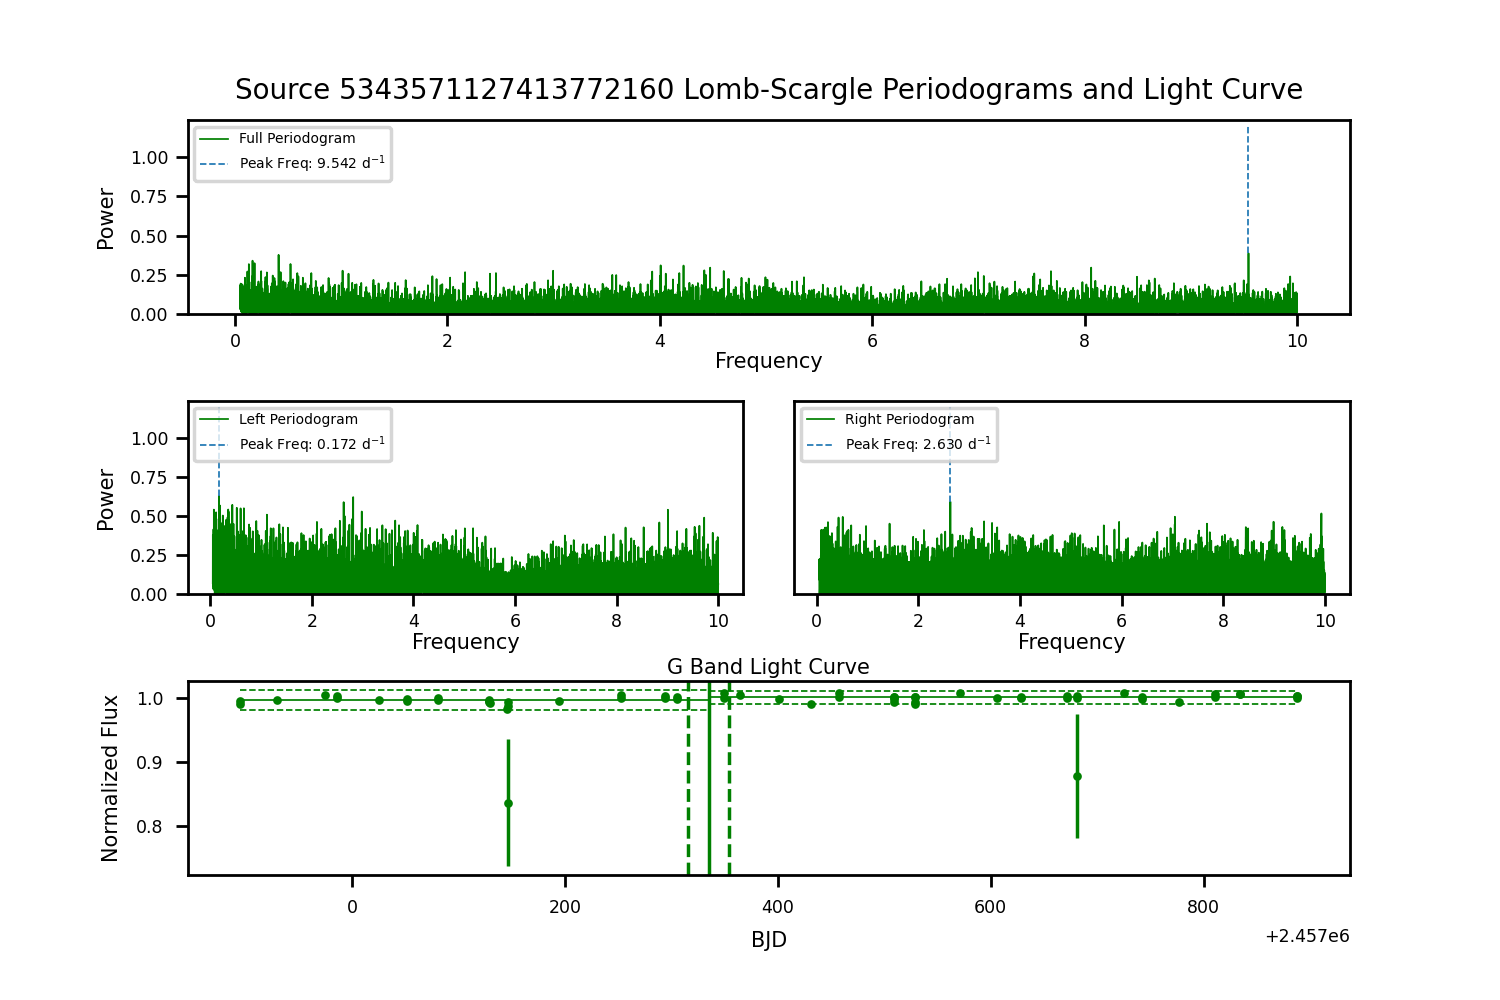 Source 5343571127413772160 Lomb-Scargle Periodograms and Light Curve
Full Periodogram
Peak Freq: 9.542 d⁻¹
Power
1.00
0.75
0.50
0.25
0.00
0 2 4 6 8 10
Frequency
Left Periodogram
Peak Freq: 0.172 d⁻¹
Power
1.00
0.75
0.50
0.25
0.00
0 2 4 6 8 10
Frequency
Right Periodogram
Peak Freq: 2.630 d⁻¹
0 2 4 6 8 10
Frequency
G Band Light Curve
Normalized Flux
1.0
0.9
0.8
0 200 400 600 800
BJD
+2.457e6